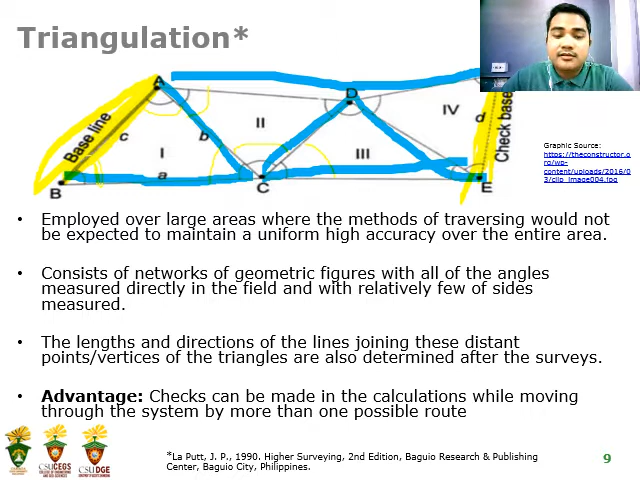 Triangulation*
A
D
IV
Base line
c
b
II
d
Check base
I
a
III
B
C
E
Graphic Source:
https://theconstructor.o
rg/wp-
content/uploads/2016/0
3/clip_image004.jpg
• Employed over large areas where the methods of traversing would not
be expected to maintain a uniform high accuracy over the entire area.
• Consists of networks of geometric figures with all of the angles
measured directly in the field and with relatively few of sides
measured.
• The lengths and directions of the lines joining these distant
points/vertices of the triangles are also determined after the surveys.
• Advantage: Checks can be made in the calculations while moving
through the system by more than one possible route
CSUCEGS
CSUDGE
*La Putt, J. P., 1990. Higher Surveying, 2nd Edition, Baguio Research & Publishing
Center, Baguio City, Philippines.
9